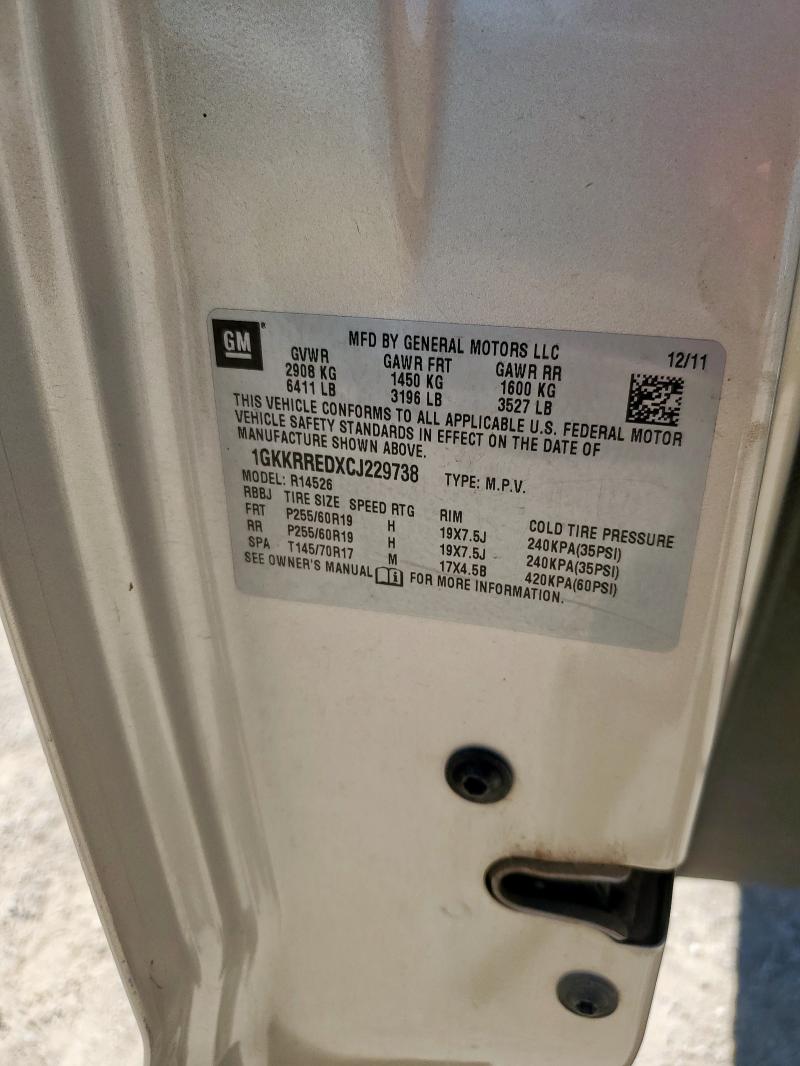 GM
MFD BY GENERAL MOTORS LLC 12/11
GVWR GAWR FRT GAWR RR
2908 KG 1450 KG 1600 KG
6411 LB 3196 LB 3527 LB
THIS VEHICLE CONFORMS TO ALL APPLICABLE U.S. FEDERAL MOTOR
VEHICLE SAFETY STANDARDS IN EFFECT ON THE DATE OF
MANUFACTURE SHOWN ABOVE.
1GKKRREDXCJ229738 TYPE: M.P.V.
MODEL: R14526
RBBJ TIRE SIZE SPEED RTG RIM COLD TIRE PRESSURE
FRT P255/60R19 H 19X7.5J 240KPA(35PSI)
RR P255/60R19 H 19X7.5J 240KPA(35PSI)
SPA T145/70R17 M 17X4.5B 420KPA(60PSI)
SEE OWNER'S MANUAL FOR MORE INFORMATION.